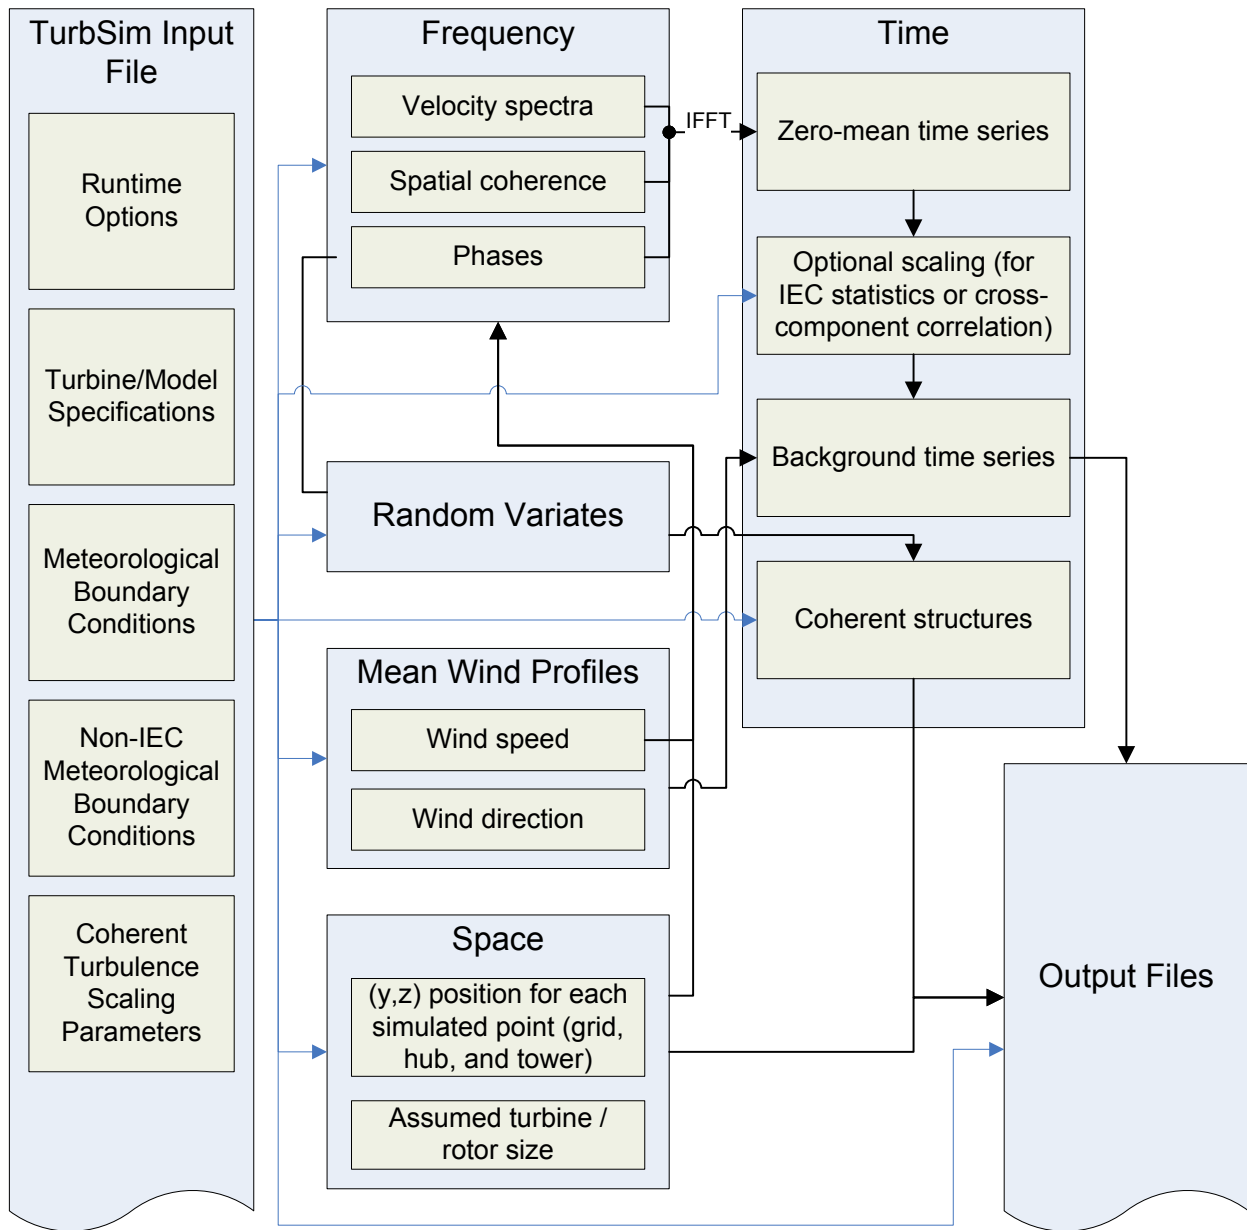 TurbSim Input
File
Runtime
Options
Turbine/Model
Specifications
Meteorological
Boundary
Conditions
Non-IEC
Meteorological
Boundary
Conditions
Coherent
Turbulence
Scaling
Parameters
Frequency
Velocity spectra
Spatial coherence
Phases
IFFT
Random Variates
Mean Wind Profiles
Wind speed
Wind direction
Space
(y,z) position for each
simulated point (grid,
hub, and tower)
Assumed turbine /
rotor size
Time
Zero-mean time series
Optional scaling (for
IEC statistics or cross-
component correlation)
Background time series
Coherent structures
Output Files